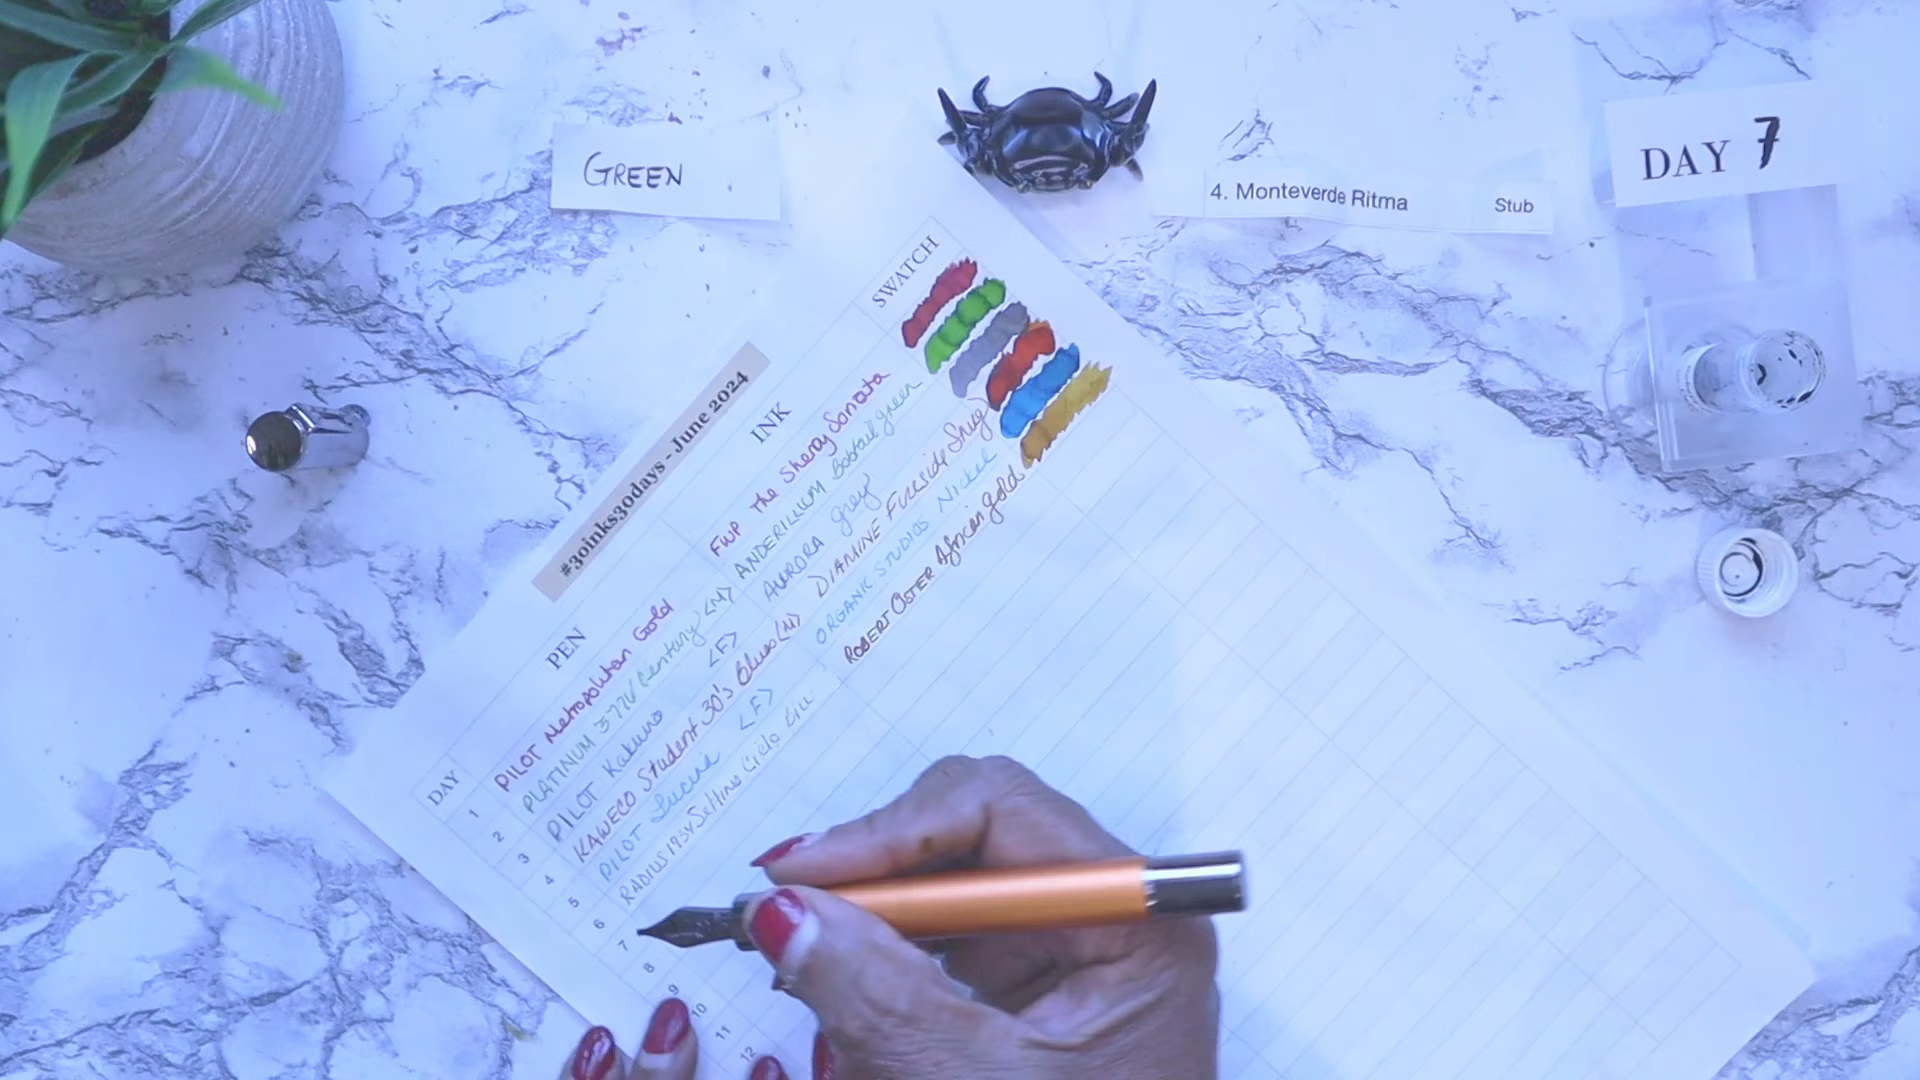 GREEN
4. Monteverde Ritma Stub
DAY 7
#30inks30days - June 2024
DAY PEN INK SWATCH
1 PILOT Metropolitan Gold FWP The Sherry Sonata
2 PLATINUM 3776 Century <M> ANDERILLIUM Bobtail green
3 PILOT Kakuno <F> AURORA grey
4 KAWECO Student 30's Blues <M> DIAMINE Fireside Snug
5 PILOT Lucina <F> ORGANIC STUDIOS Nickel
6 RADIUS 1934 Settimo Cielo Blu ROBERT OSTER African gold
7
8
9
10
11
12